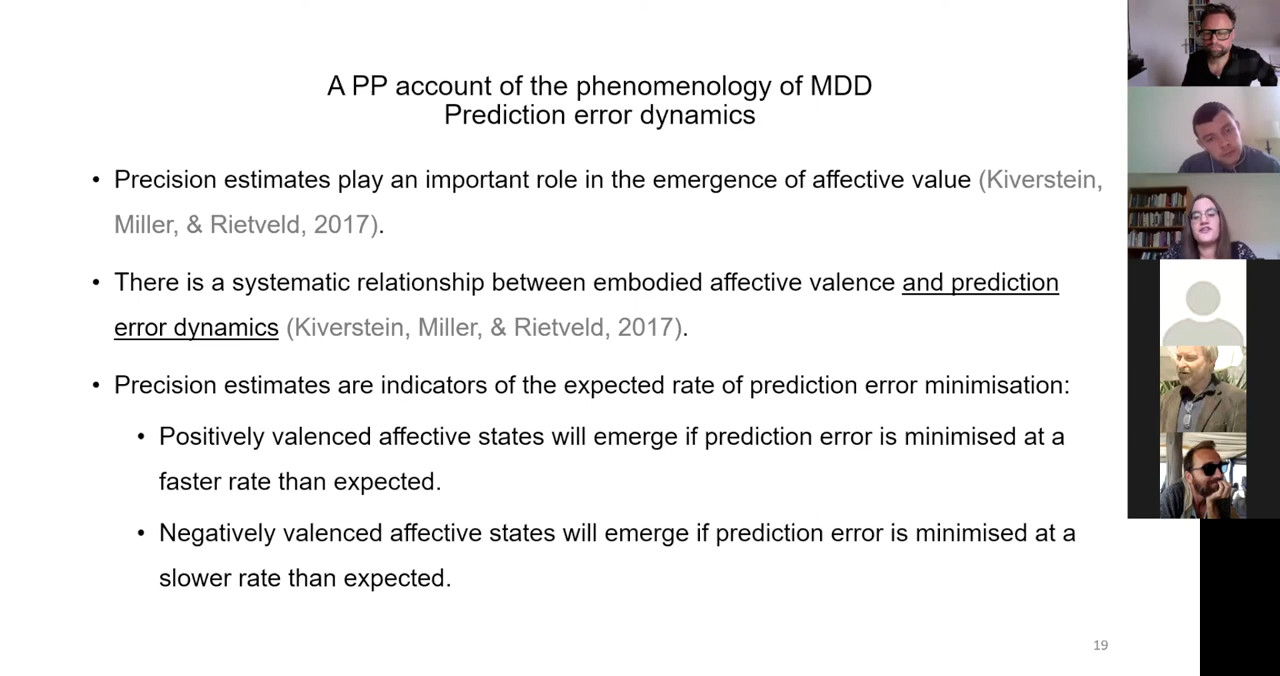 A PP account of the phenomenology of MDD
Prediction error dynamics
• Precision estimates play an important role in the emergence of affective value (Kiverstein,
Miller, & Rietveld, 2017).
• There is a systematic relationship between embodied affective valence and prediction
error dynamics (Kiverstein, Miller, & Rietveld, 2017).
• Precision estimates are indicators of the expected rate of prediction error minimisation:
• Positively valenced affective states will emerge if prediction error is minimised at a
faster rate than expected.
• Negatively valenced affective states will emerge if prediction error is minimised at a
slower rate than expected.
19